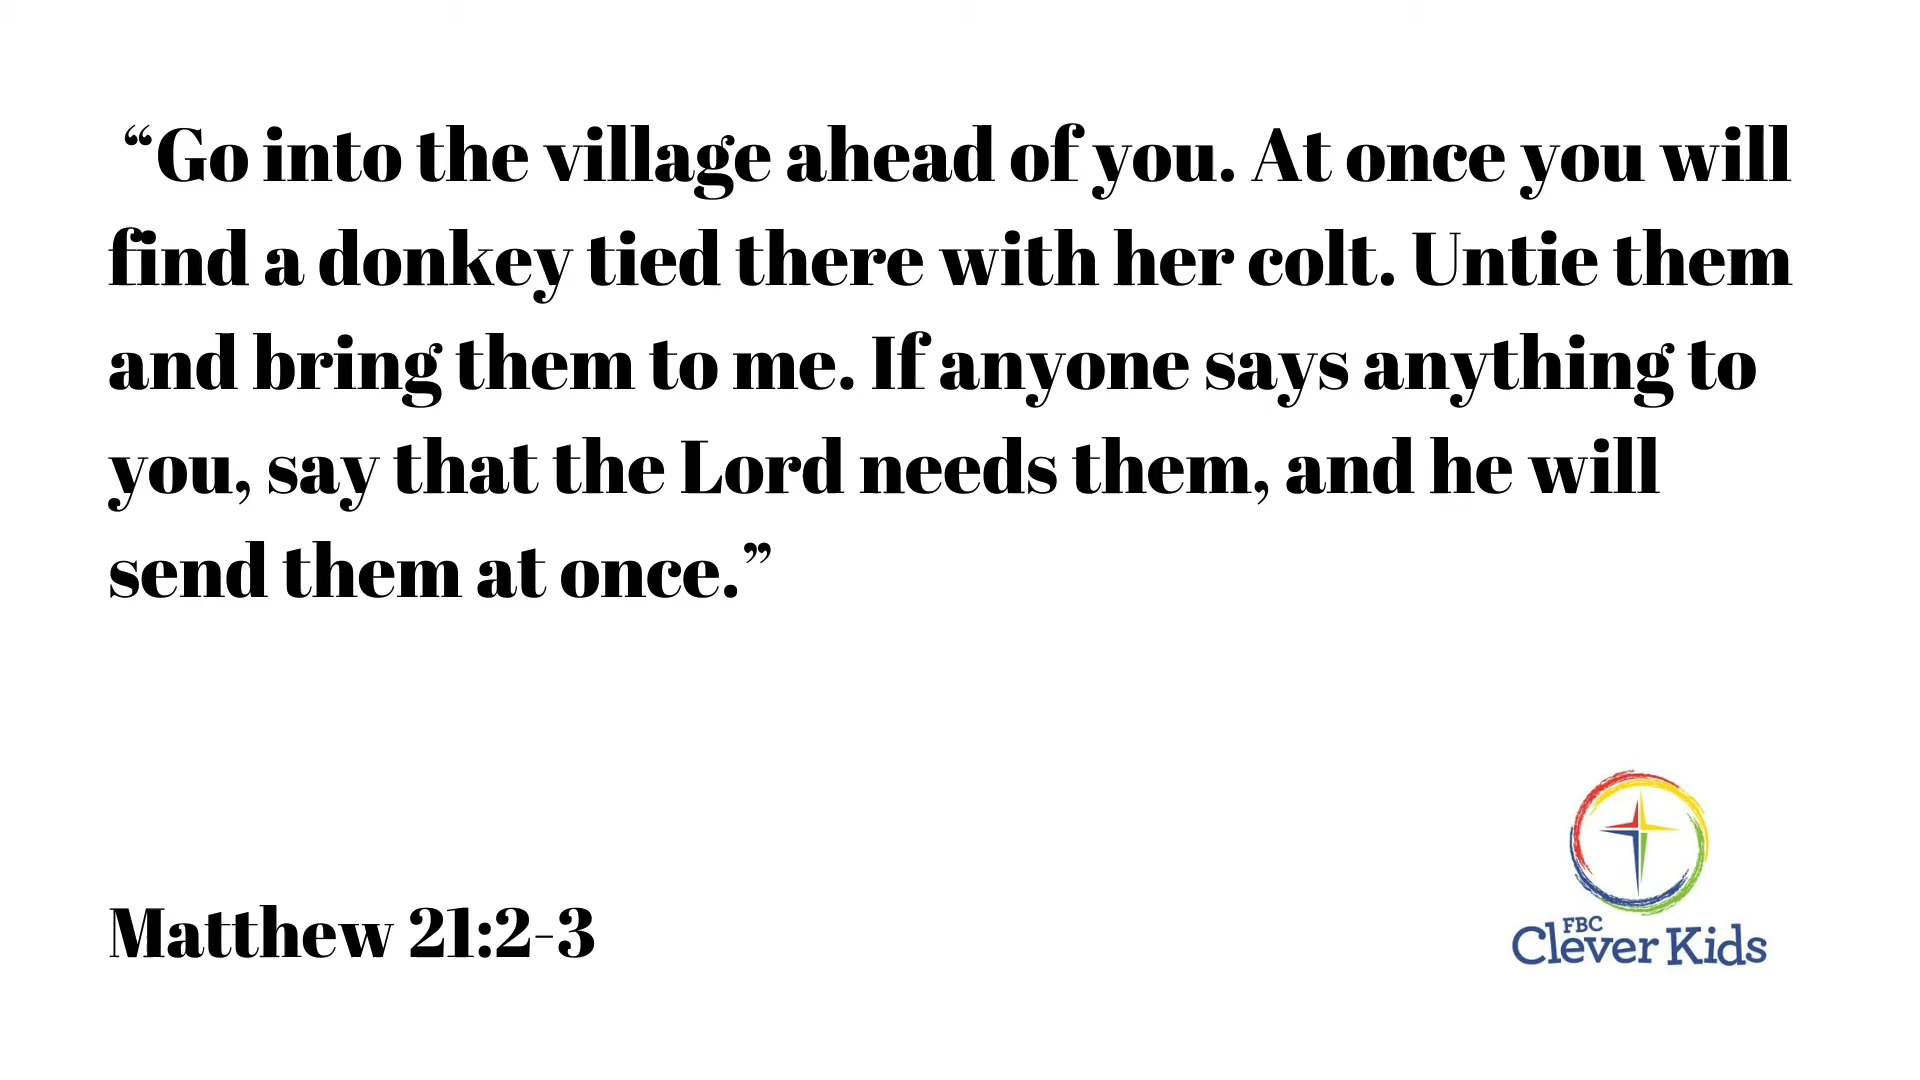 “Go into the village ahead of you. At once you will
find a donkey tied there with her colt. Untie them
and bring them to me. If anyone says anything to
you, say that the Lord needs them, and he will
send them at once.”
Matthew 21:2-3
FBC
Clever Kids